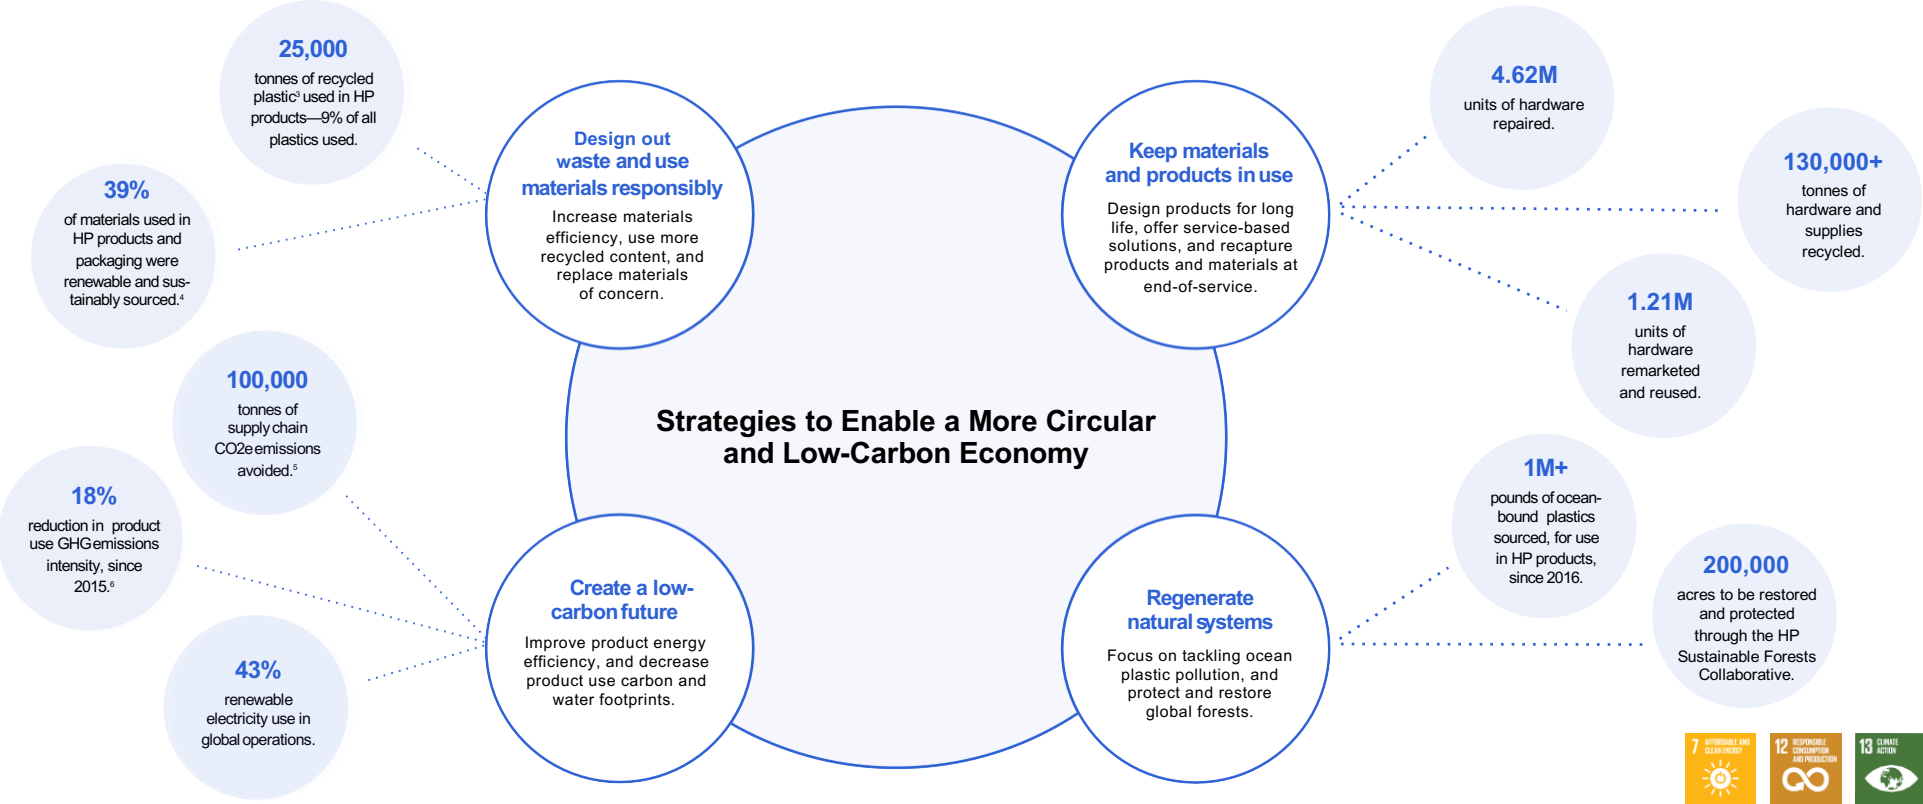 25,000
tonnes of recycled
plastic³ used in HP
products—9% of all
plastics used.
39%
of materials used in
HP products and
packaging were
renewable and sus-
tainably sourced.⁴
Design out
waste and use
materials responsibly
Increase materials
efficiency, use more
recycled content, and
replace materials
of concern.
Keep materials
and products in use
Design products for long
life, offer service-based
solutions, and recapture
products and materials at
end-of-service.
4.62M
units of hardware
repaired.
130,000+
tonnes of
hardware and
supplies
recycled.
1.21M
units of
hardware
remarketed
and reused.
Strategies to Enable a More Circular
and Low-Carbon Economy
100,000
tonnes of
supply chain
CO2e emissions
avoided.⁵
18%
reduction in product
use GHG emissions
intensity, since
2015.⁶
43%
renewable
electricity use in
global operations.
Create a low-
carbon future
Improve product energy
efficiency, and decrease
product use carbon and
water footprints.
Regenerate
natural systems
Focus on tackling ocean
plastic pollution, and
protect and restore
global forests.
1M+
pounds of ocean-
bound plastics
sourced, for use
in HP products,
since 2016.
200,000
acres to be restored
and protected
through the HP
Sustainable Forests
Collaborative.
7 AFFORDABLE AND
CLEAN ENERGY
12 RESPONSIBLE
CONSUMPTION
AND PRODUCTION
13 CLIMATE
ACTION